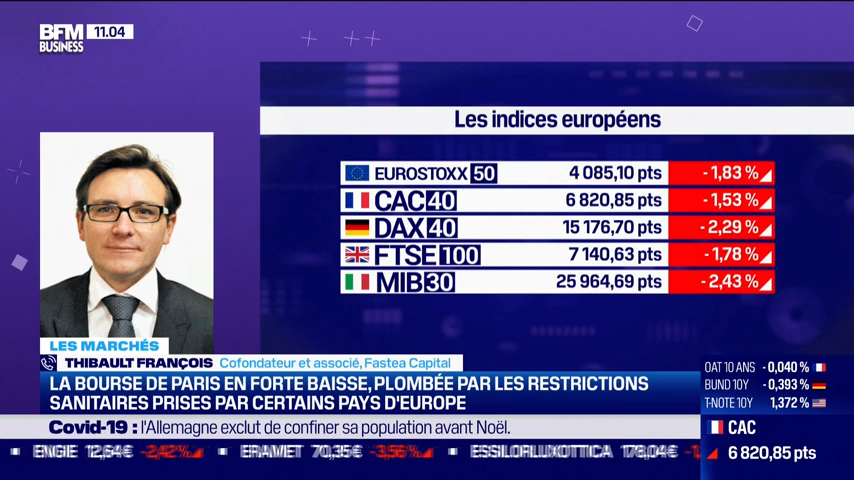 BFM
BUSINESS
11.04
Les indices européens
EUROSTOXX 50 4 085,10 pts - 1,83 %
CAC 40 6 820,85 pts - 1,53 %
DAX 40 15 176,70 pts - 2,29 %
FTSE 100 7 140,63 pts - 1,78 %
MIB 30 25 964,69 pts - 2,43 %
LES MARCHÉS
THIBAULT FRANÇOIS Cofondateur et associé, Fastea Capital
LA BOURSE DE PARIS EN FORTE BAISSE, PLOMBÉE PAR LES RESTRICTIONS
SANITAIRES PRISES PAR CERTAINS PAYS D'EUROPE
Covid-19 : l'Allemagne exclut de confiner sa population avant Noël.
OAT 10 ANS - 0,040 %
BUND 10Y - 0,393 %
T-NOTE 10Y 1,372 %
CAC
6 820,85 pts
ENGIE 12,64€ -2,42% ERAMET 70,35€ -3,56% ESSILORLUXOTTICA 178,04€